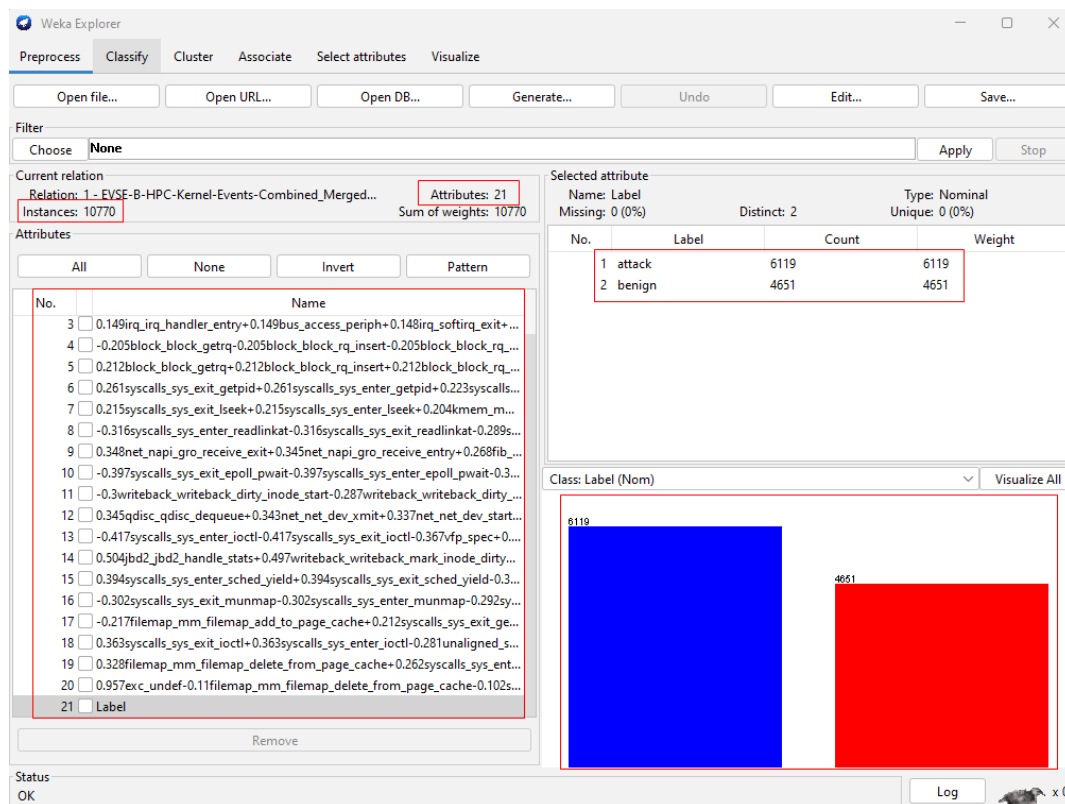 Weka Explorer
Preprocess Classify Cluster Associate Select attributes Visualize
Open file... Open URL... Open DB... Generate... Undo Edit... Save...
Filter
Choose None Apply Stop
Current relation
Relation: 1 - EVSE-B-HPC-Kernel-Events-Combined_Merged... Attributes: 21
Instances: 10770 Sum of weights: 10770
Attributes
All None Invert Pattern
No. Name
3 0.149irq_irq_handler_entry+0.149bus_access_periph+0.148irq_softirq_exit+...
4 -0.205block_block_getrq-0.205block_block_rq_insert-0.205block_block_rq_...
5 0.212block_block_getrq+0.212block_block_rq_insert+0.212block_block_rq_...
6 0.261syscalls_sys_exit_getpid+0.261syscalls_sys_enter_getpid+0.223syscalls...
7 0.215syscalls_sys_exit_lseek+0.215syscalls_sys_enter_lseek+0.204kmem_m...
8 -0.316syscalls_sys_enter_readlinkat-0.316syscalls_sys_exit_readlinkat-0.289s...
9 0.348net_napi_gro_receive_exit+0.345net_napi_gro_receive_entry+0.268fib_...
10 -0.397syscalls_sys_exit_epoll_pwait-0.397syscalls_sys_enter_epoll_pwait-0.3...
11 -0.3writeback_writeback_dirty_inode_start-0.287writeback_writeback_dirty_...
12 0.345qdisc_qdisc_dequeue+0.343net_net_dev_xmit+0.337net_net_dev_start...
13 -0.417syscalls_sys_enter_ioctl-0.417syscalls_sys_exit_ioctl-0.367vfp_spec+0....
14 0.504jbd2_jbd2_handle_stats+0.497writeback_writeback_mark_inode_dirty...
15 0.394syscalls_sys_enter_sched_yield+0.394syscalls_sys_exit_sched_yield-0.3...
16 -0.302syscalls_sys_exit_munmap-0.302syscalls_sys_enter_munmap-0.292sy...
17 -0.217filemap_mm_filemap_add_to_page_cache+0.212syscalls_sys_exit_ge...
18 0.363syscalls_sys_exit_ioctl+0.363syscalls_sys_enter_ioctl-0.281unaligned_s...
19 0.328filemap_mm_filemap_delete_from_page_cache+0.262syscalls_sys_ent...
20 0.957exc_undef-0.11filemap_mm_filemap_delete_from_page_cache-0.102s...
21 Label
Remove
Selected attribute
Name: Label Type: Nominal
Missing: 0 (0%) Distinct: 2 Unique: 0 (0%)
No. Label Count Weight
1 attack 6119 6119
2 benign 4651 4651
Class: Label (Nom) Visualize All
6119
4651
Status
OK
Log x 0